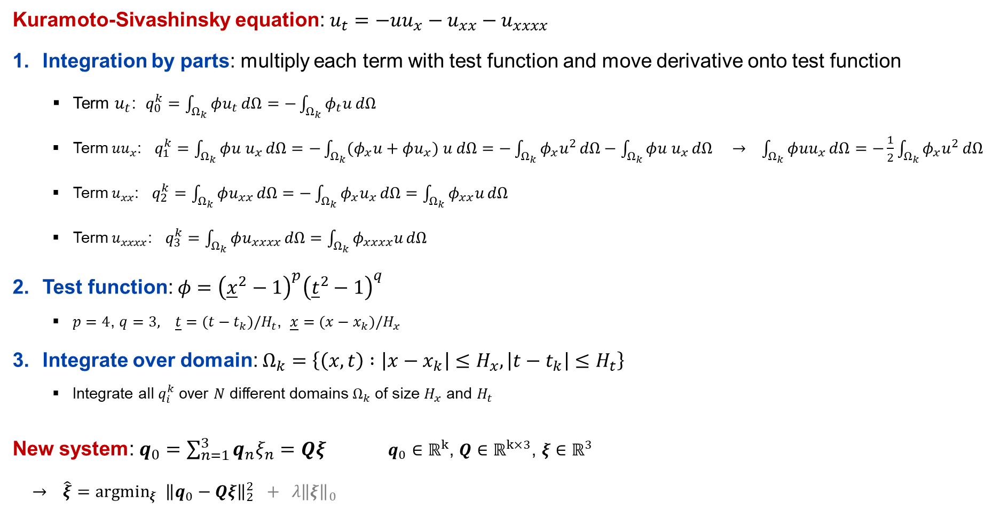 Kuramoto-Sivashinsky equation: $u_t = -uu_x - u_{xx} - u_{xxxx}$
1. Integration by parts: multiply each term with test function and move derivative onto test function
▪ Term $u_t$: $q_0^k = \int_{\Omega_k} \phi u_t \, d\Omega = -\int_{\Omega_k} \phi_t u \, d\Omega$
▪ Term $uu_x$: $q_1^k = \int_{\Omega_k} \phi u \, u_x \, d\Omega = -\int_{\Omega_k} (\phi_x u + \phi u_x) \, u \, d\Omega = -\int_{\Omega_k} \phi_x u^2 \, d\Omega - \int_{\Omega_k} \phi u \, u_x \, d\Omega \quad \rightarrow \quad \int_{\Omega_k} \phi u u_x \, d\Omega = -\frac{1}{2} \int_{\Omega_k} \phi_x u^2 \, d\Omega$
▪ Term $u_{xx}$: $q_2^k = \int_{\Omega_k} \phi u_{xx} \, d\Omega = -\int_{\Omega_k} \phi_x u_x \, d\Omega = \int_{\Omega_k} \phi_{xx} u \, d\Omega$
▪ Term $u_{xxxx}$: $q_3^k = \int_{\Omega_k} \phi u_{xxxx} \, d\Omega = \int_{\Omega_k} \phi_{xxxx} u \, d\Omega$
2. Test function: $\phi = (\underline{x}^2 - 1)^p (\underline{t}^2 - 1)^q$
▪ $p = 4, q = 3, \quad \underline{t} = (t - t_k)/H_t, \; \underline{x} = (x - x_k)/H_x$
3. Integrate over domain: $\Omega_k = \{(x, t) : |x - x_k| \leq H_x, |t - t_k| \leq H_t\}$
▪ Integrate all $q_i^k$ over $N$ different domains $\Omega_k$ of size $H_x$ and $H_t$
New system: $\boldsymbol{q}_0 = \sum_{n=1}^{3} \boldsymbol{q}_n \xi_n = \boldsymbol{Q\xi} \qquad \boldsymbol{q}_0 \in \mathbb{R}^{\mathrm{k}}, \boldsymbol{Q} \in \mathbb{R}^{\mathrm{k} \times 3}, \boldsymbol{\xi} \in \mathbb{R}^3$
$\rightarrow \quad \hat{\boldsymbol{\xi}} = \mathrm{argmin}_{\boldsymbol{\xi}} \; \|\boldsymbol{q}_0 - \boldsymbol{Q\xi}\|_2^2 \; + \; \lambda \|\boldsymbol{\xi}\|_0$